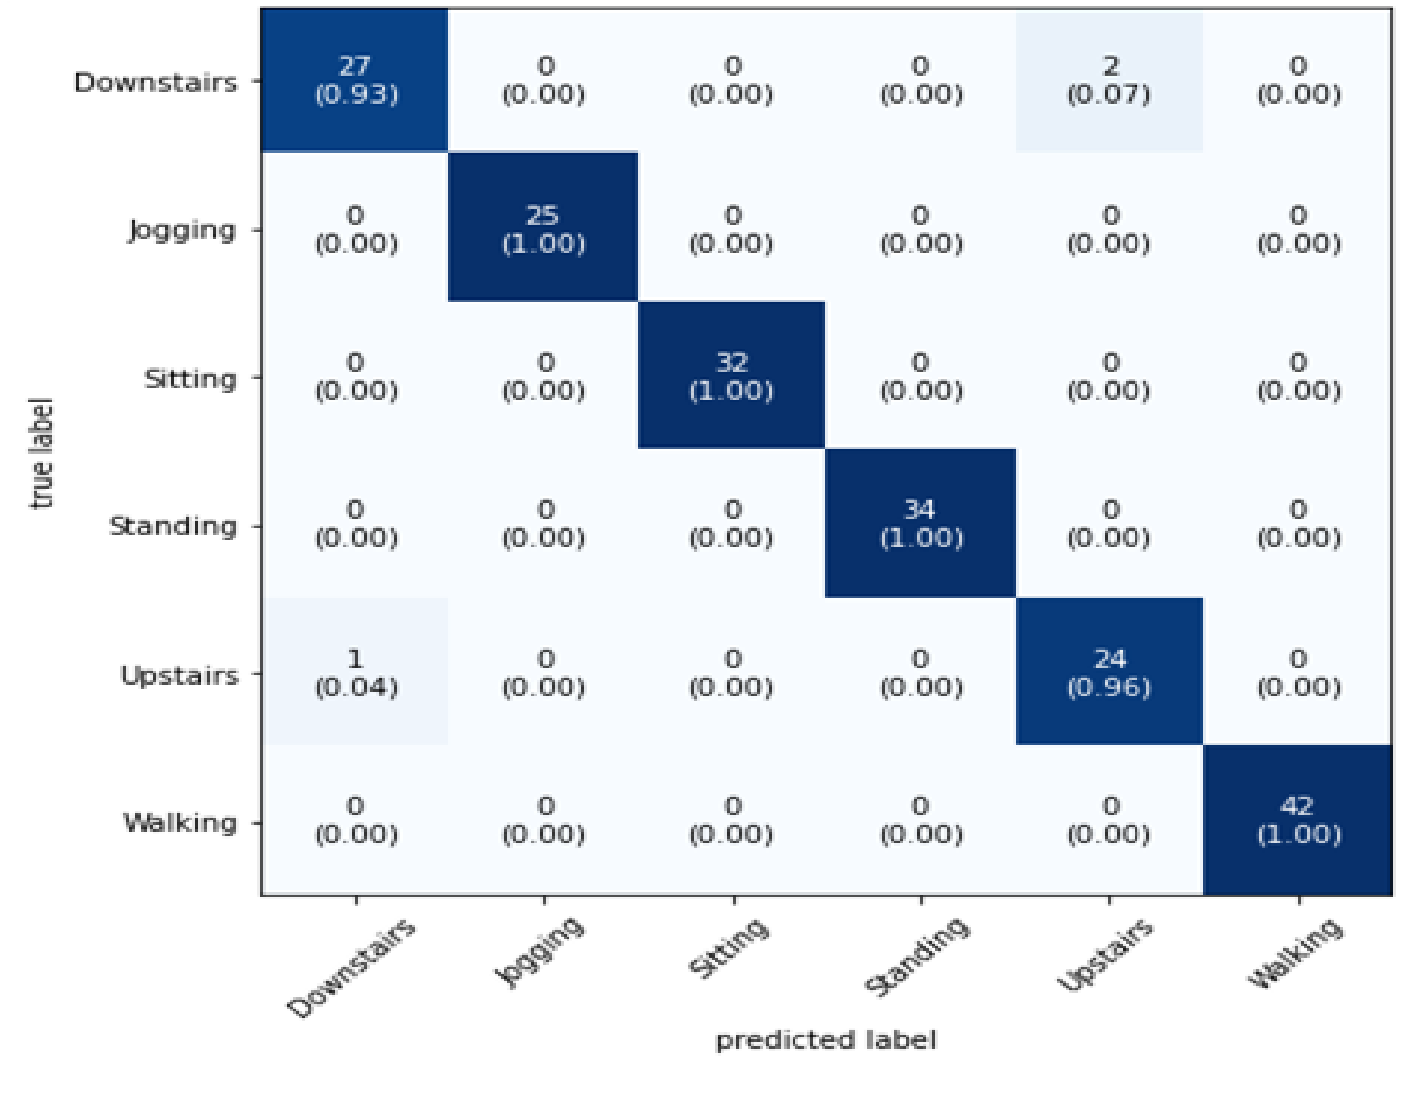 27 0 0 0 2 0
Downstairs
(0.93) (0.00) (0.00) (0.00) (0.07) (0.00)
0 25 0 0 0 0
Jogging
(0.00) (1.00) (0.00) (0.00) (0.00) (0.00)
0 0 32 0 0 0
Sitting
(0.00) (0.00) (1.00) (0.00) (0.00) (0.00)
true label
0 0 0 34 0 0
Standing
(0.00) (0.00) (0.00) (1.00) (0.00) (0.00)
1 0 0 0 24 0
Upstairs
(0.04) (0.00) (0.00) (0.00) (0.96) (0.00)
0 0 0 0 0 42
Walking
(0.00) (0.00) (0.00) (0.00) (0.00) (1.00)
Downstairs Jogging Sitting Standing Upstairs Walking
predicted label